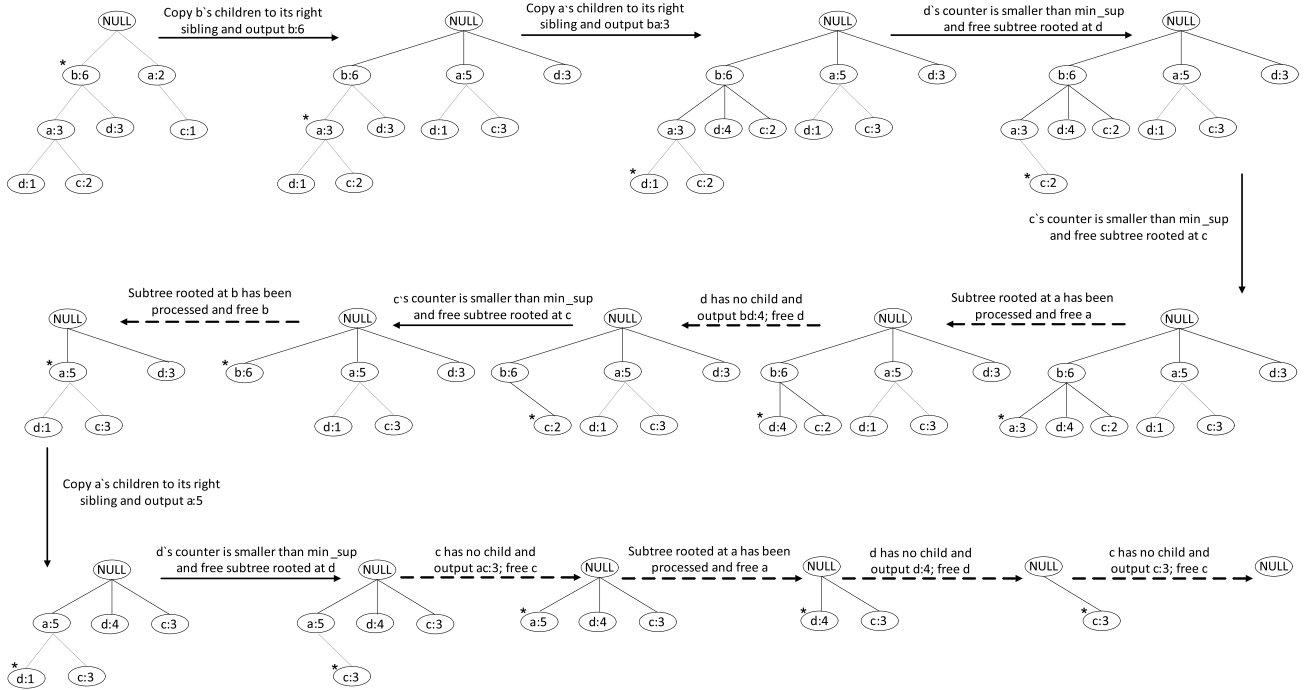 Copy b`s children to its right
sibling and output b:6
Copy a`s children to its right
sibling and output ba:3
d`s counter is smaller than min_sup
and free subtree rooted at d
NULL
* b:6 a:2
a:3 d:3 c:1
d:1 c:2
NULL
b:6 a:5 d:3
* a:3 d:3 d:1 c:3
d:1 c:2
NULL
b:6 a:5 d:3
a:3 d:4 c:2 d:1 c:3
* d:1 c:2
NULL
b:6 a:5 d:3
a:3 d:4 c:2 d:1 c:3
* c:2
c`s counter is smaller than min_sup
and free subtree rooted at c
NULL
b:6 a:5 d:3
* a:3 d:4 c:2 d:1 c:3
Subtree rooted at a has been
processed and free a
NULL
b:6 a:5 d:3
* d:4 c:2 d:1 c:3
d has no child and
output bd:4; free d
NULL
b:6 a:5 d:3
* c:2 d:1 c:3
c`s counter is smaller than min_sup
and free subtree rooted at c
NULL
* b:6 a:5 d:3
d:1 c:3
Subtree rooted at b has been
processed and free b
NULL
* a:5 d:3
d:1 c:3
Copy a`s children to its right
sibling and output a:5
NULL
a:5 d:4 c:3
* d:1 c:3
d`s counter is smaller than min_sup
and free subtree rooted at d
NULL
a:5 d:4 c:3
* c:3
c has no child and
output ac:3; free c
NULL
* a:5 d:4 c:3
Subtree rooted at a has been
processed and free a
NULL
* d:4 c:3
d has no child and
output d:4; free d
NULL
* c:3
c has no child and
output c:3; free c
NULL